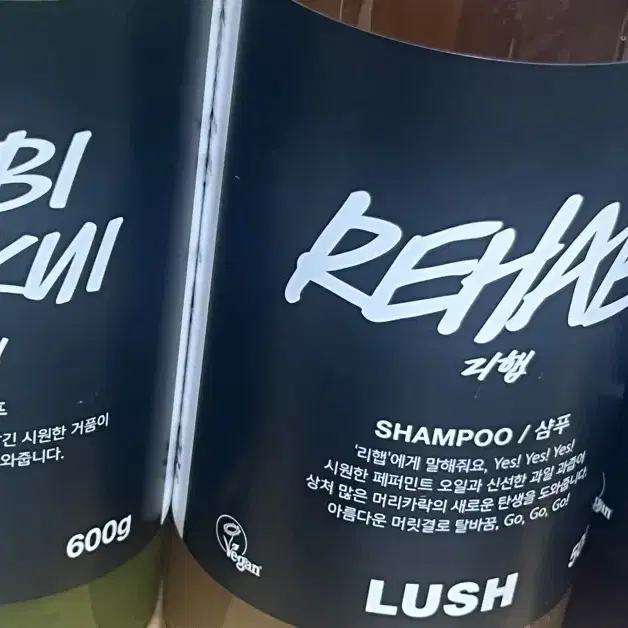 BI
KUI
긴 시원한 거품이
와줍니다.
600g
REHAB
리햅
SHAMPOO / 샴푸
'리햅'에게 말해줘요, Yes! Yes! Yes!
시원한 페퍼민트 오일과 신선한 과일 과즙이
상처 많은 머리카락의 새로운 탄생을 도와줍니다.
아름다운 머릿결로 탈바꿈, Go, Go, Go!
Vegan
LUSH